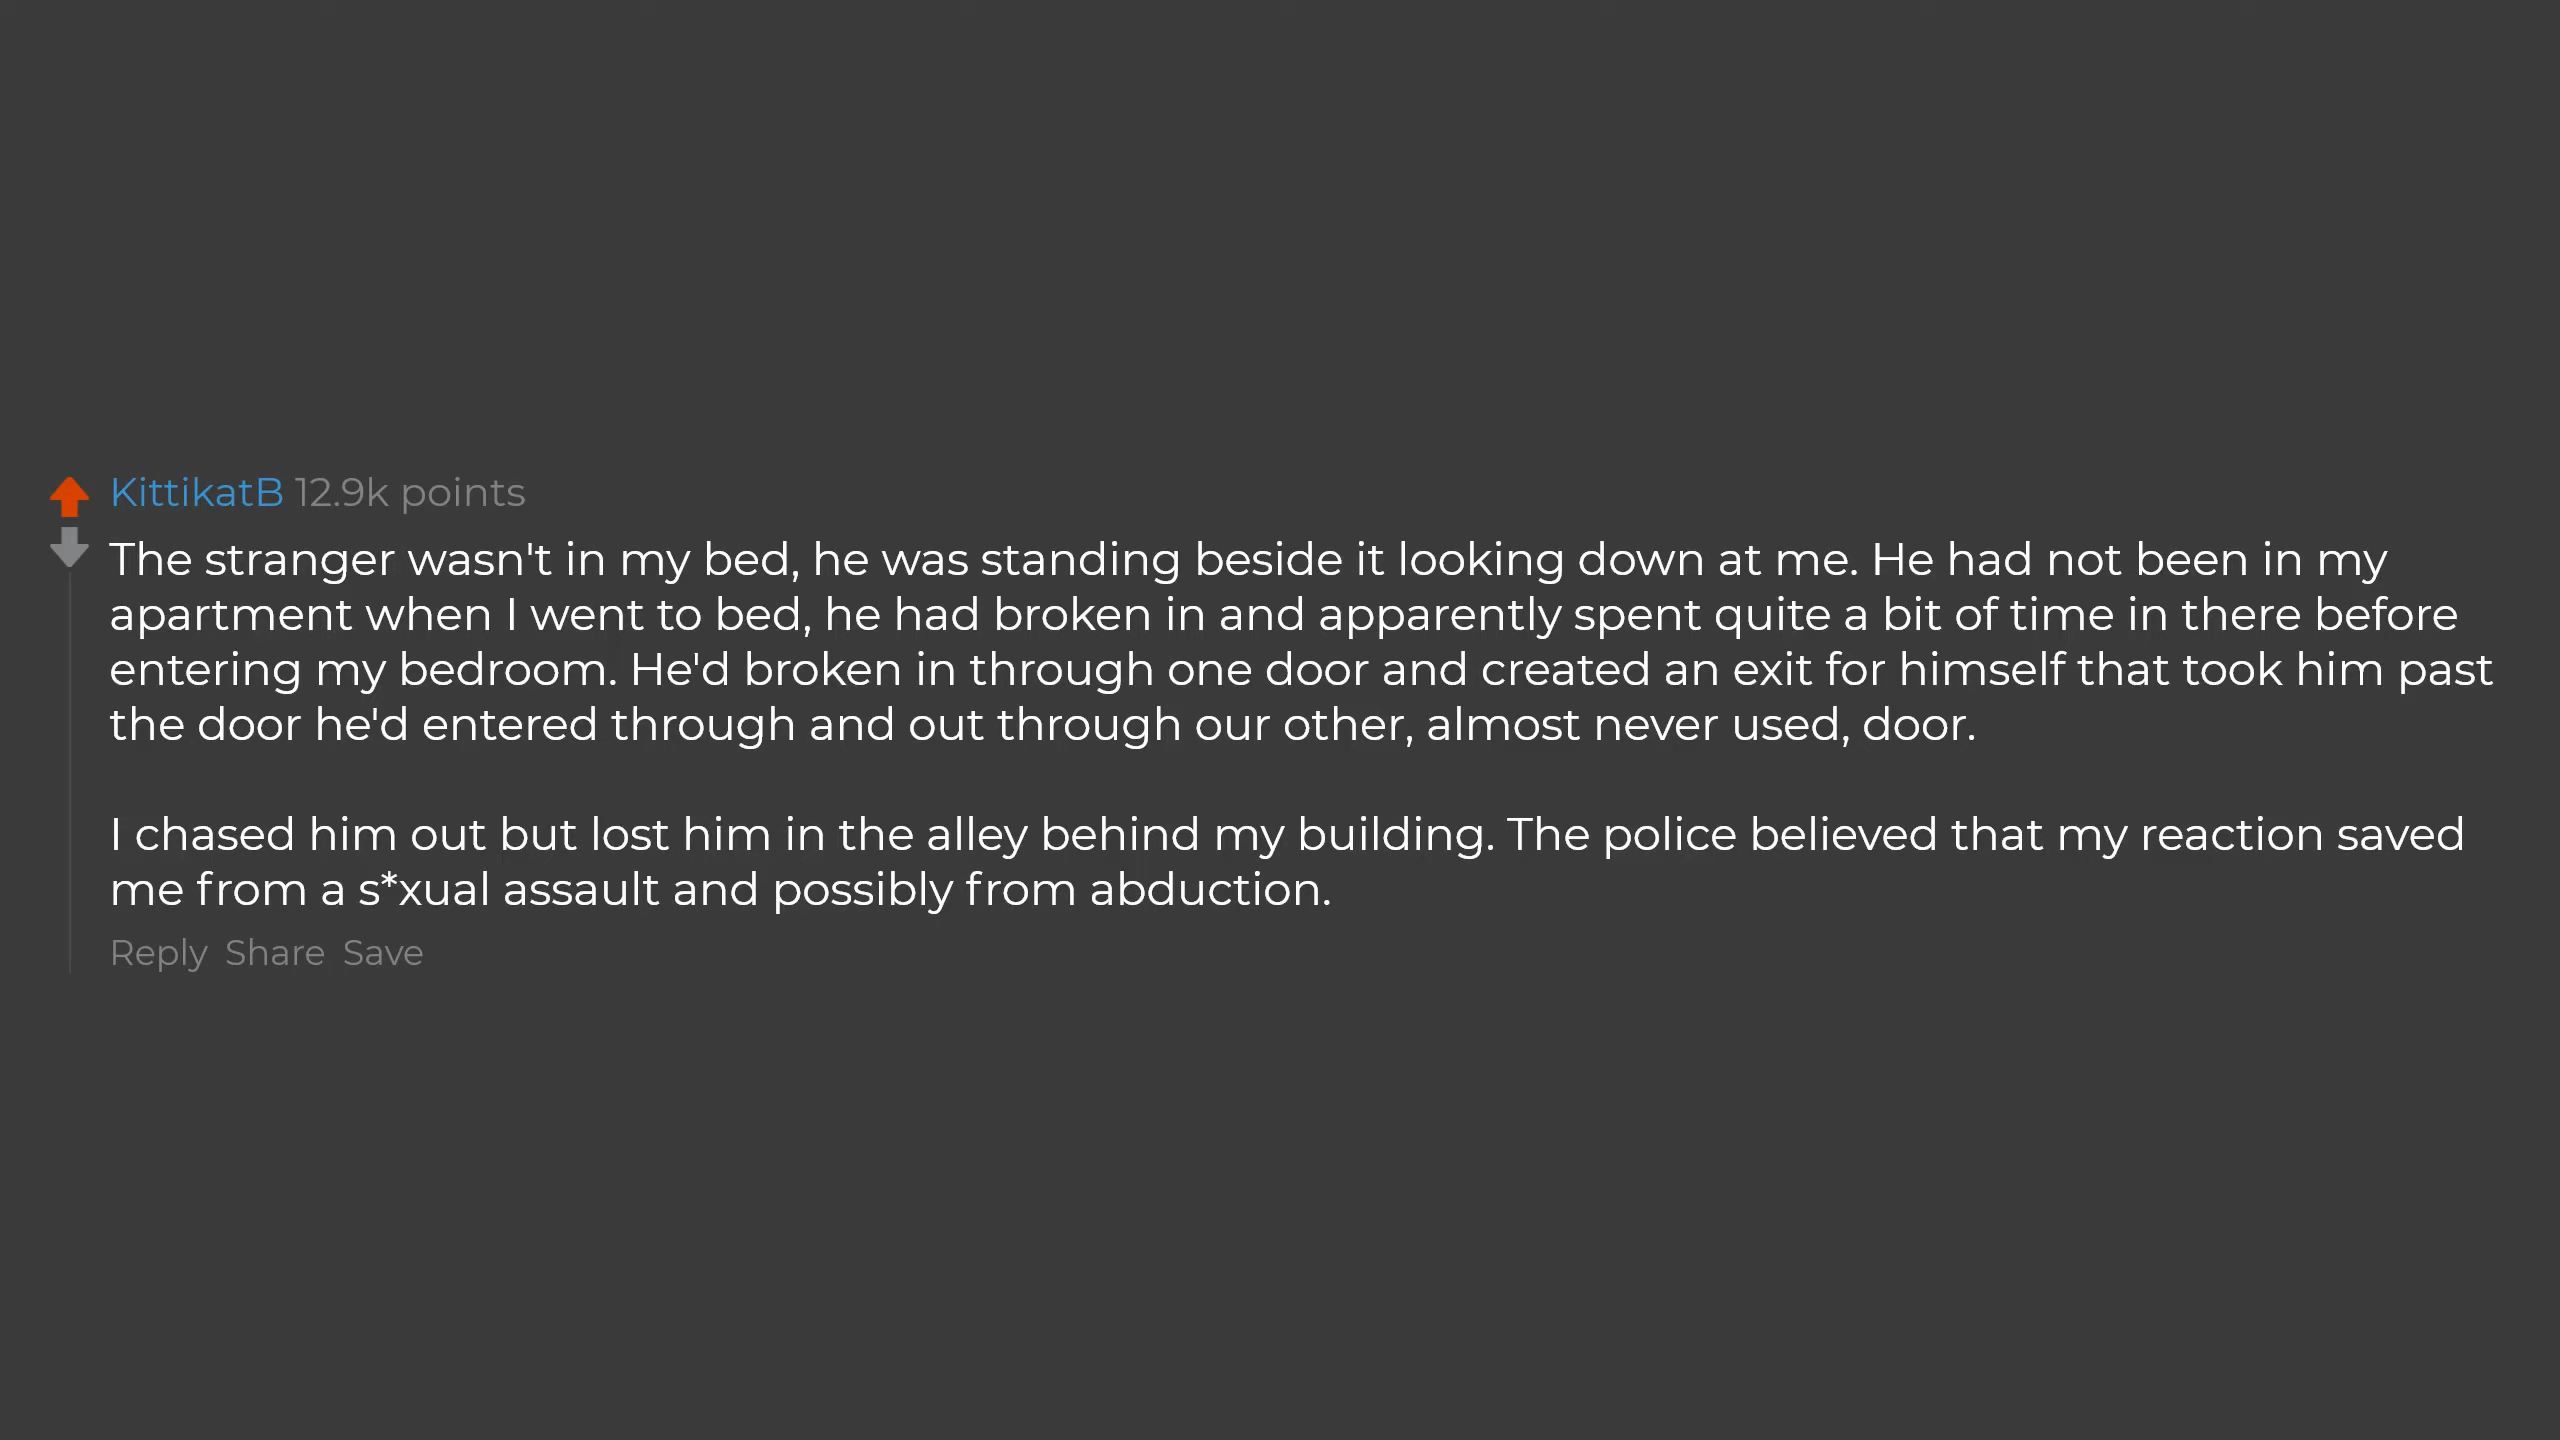 KittikatB 12.9k points
The stranger wasn't in my bed, he was standing beside it looking down at me. He had not been in my
apartment when I went to bed, he had broken in and apparently spent quite a bit of time in there before
entering my bedroom. He'd broken in through one door and created an exit for himself that took him past
the door he'd entered through and out through our other, almost never used, door.
I chased him out but lost him in the alley behind my building. The police believed that my reaction saved
me from a s*xual assault and possibly from abduction.
Reply Share Save